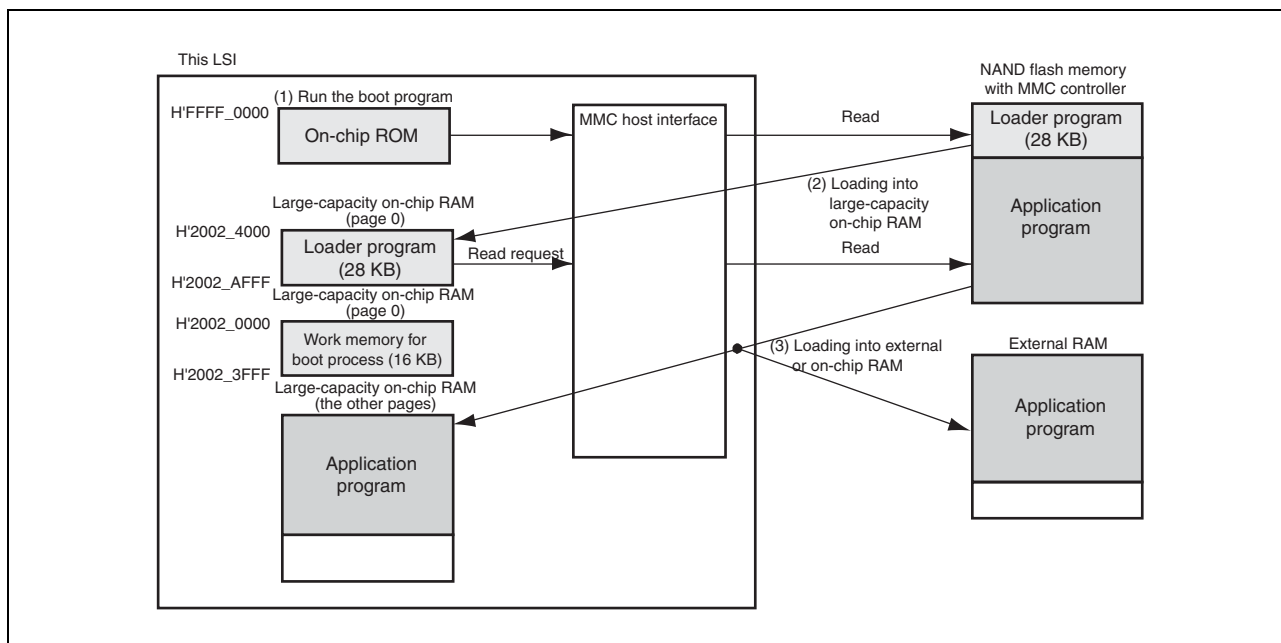 This LSI
(1) Run the boot program
H'FFFF_0000
On-chip ROM
MMC host interface
Read
NAND flash memory
with MMC controller
Loader program
(28 KB)
Application
program
(2) Loading into
large-capacity
on-chip RAM
Large-capacity on-chip RAM
(page 0)
H'2002_4000
Loader program
(28 KB)
Read request
Read
H'2002_AFFF
Large-capacity on-chip RAM
(page 0)
H'2002_0000
Work memory for
boot process (16 KB)
H'2002_3FFF
(3) Loading into external
or on-chip RAM
External RAM
Application
program
Large-capacity on-chip RAM
(the other pages)
Application
program